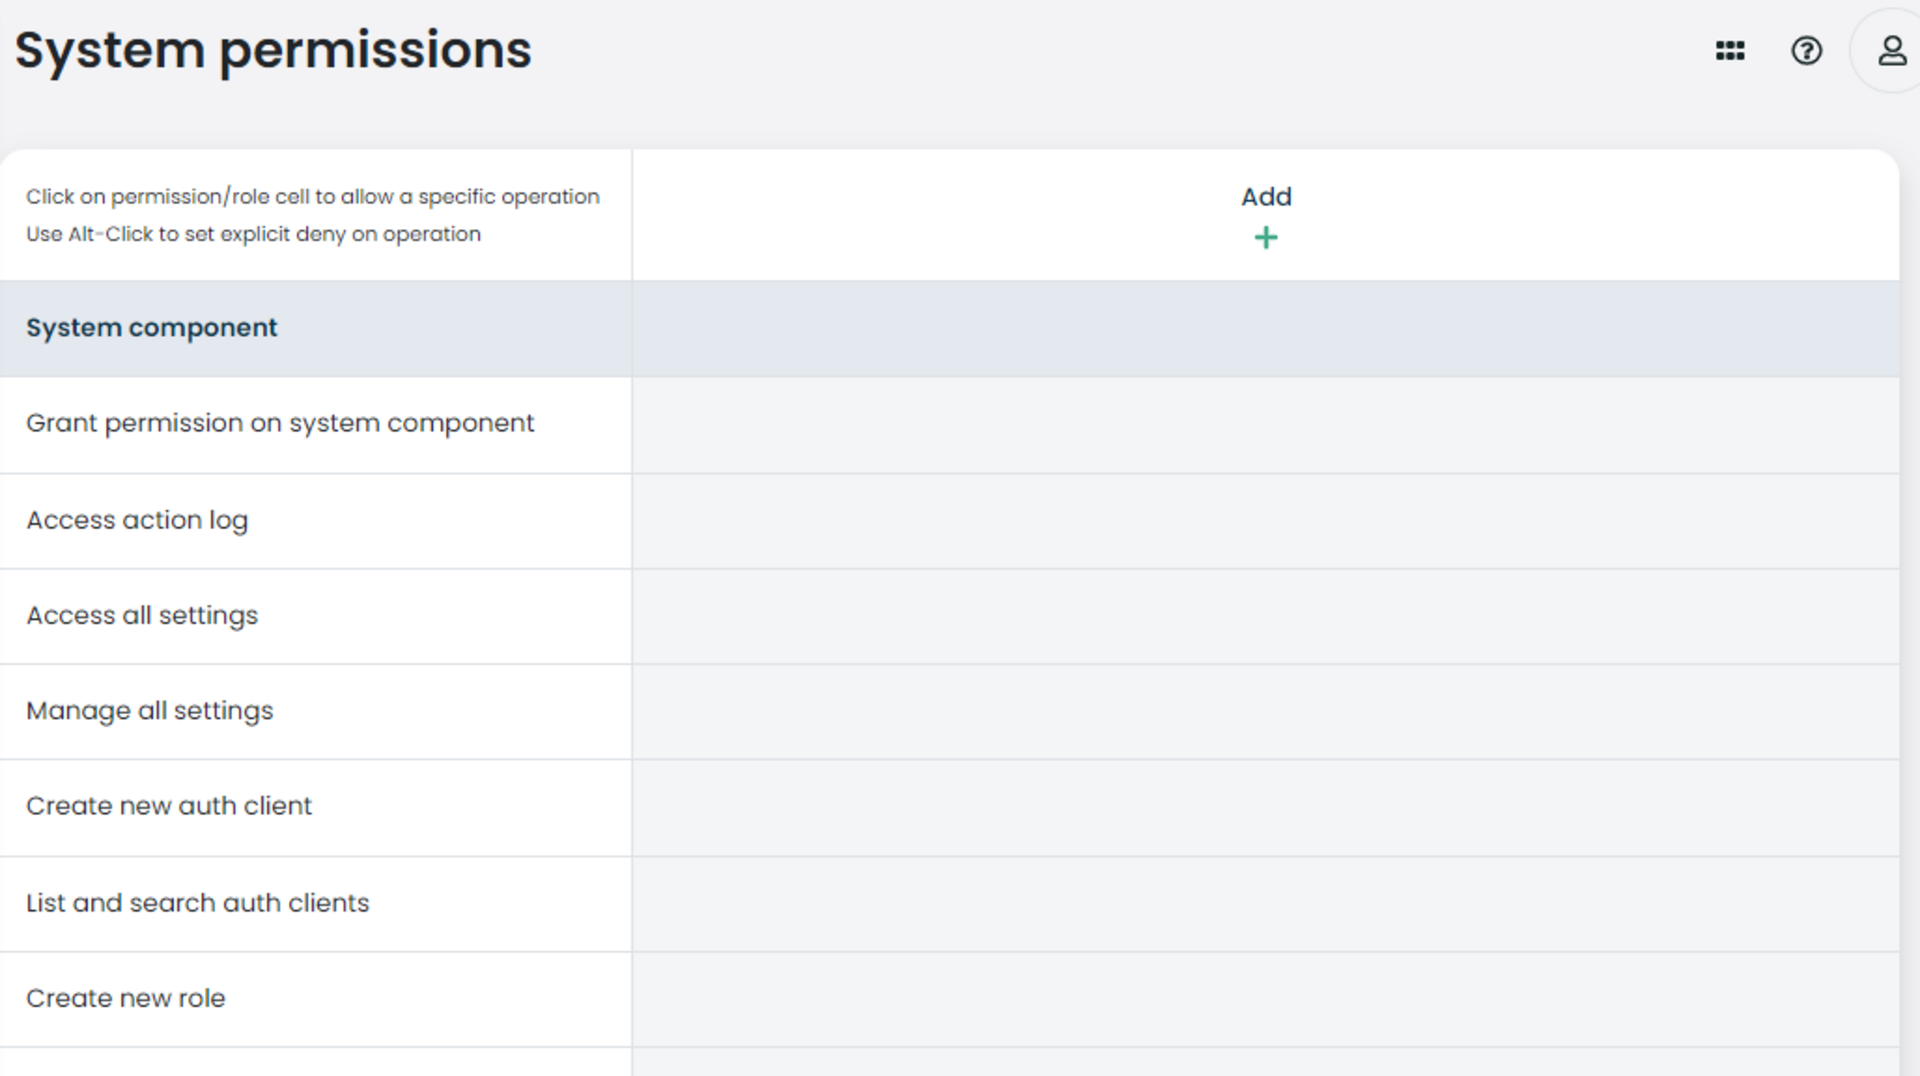 System permissions
Click on permission/role cell to allow a specific operation
Use Alt-Click to set explicit deny on operation
Add
System component
Grant permission on system component
Access action log
Access all settings
Manage all settings
Create new auth client
List and search auth clients
Create new role